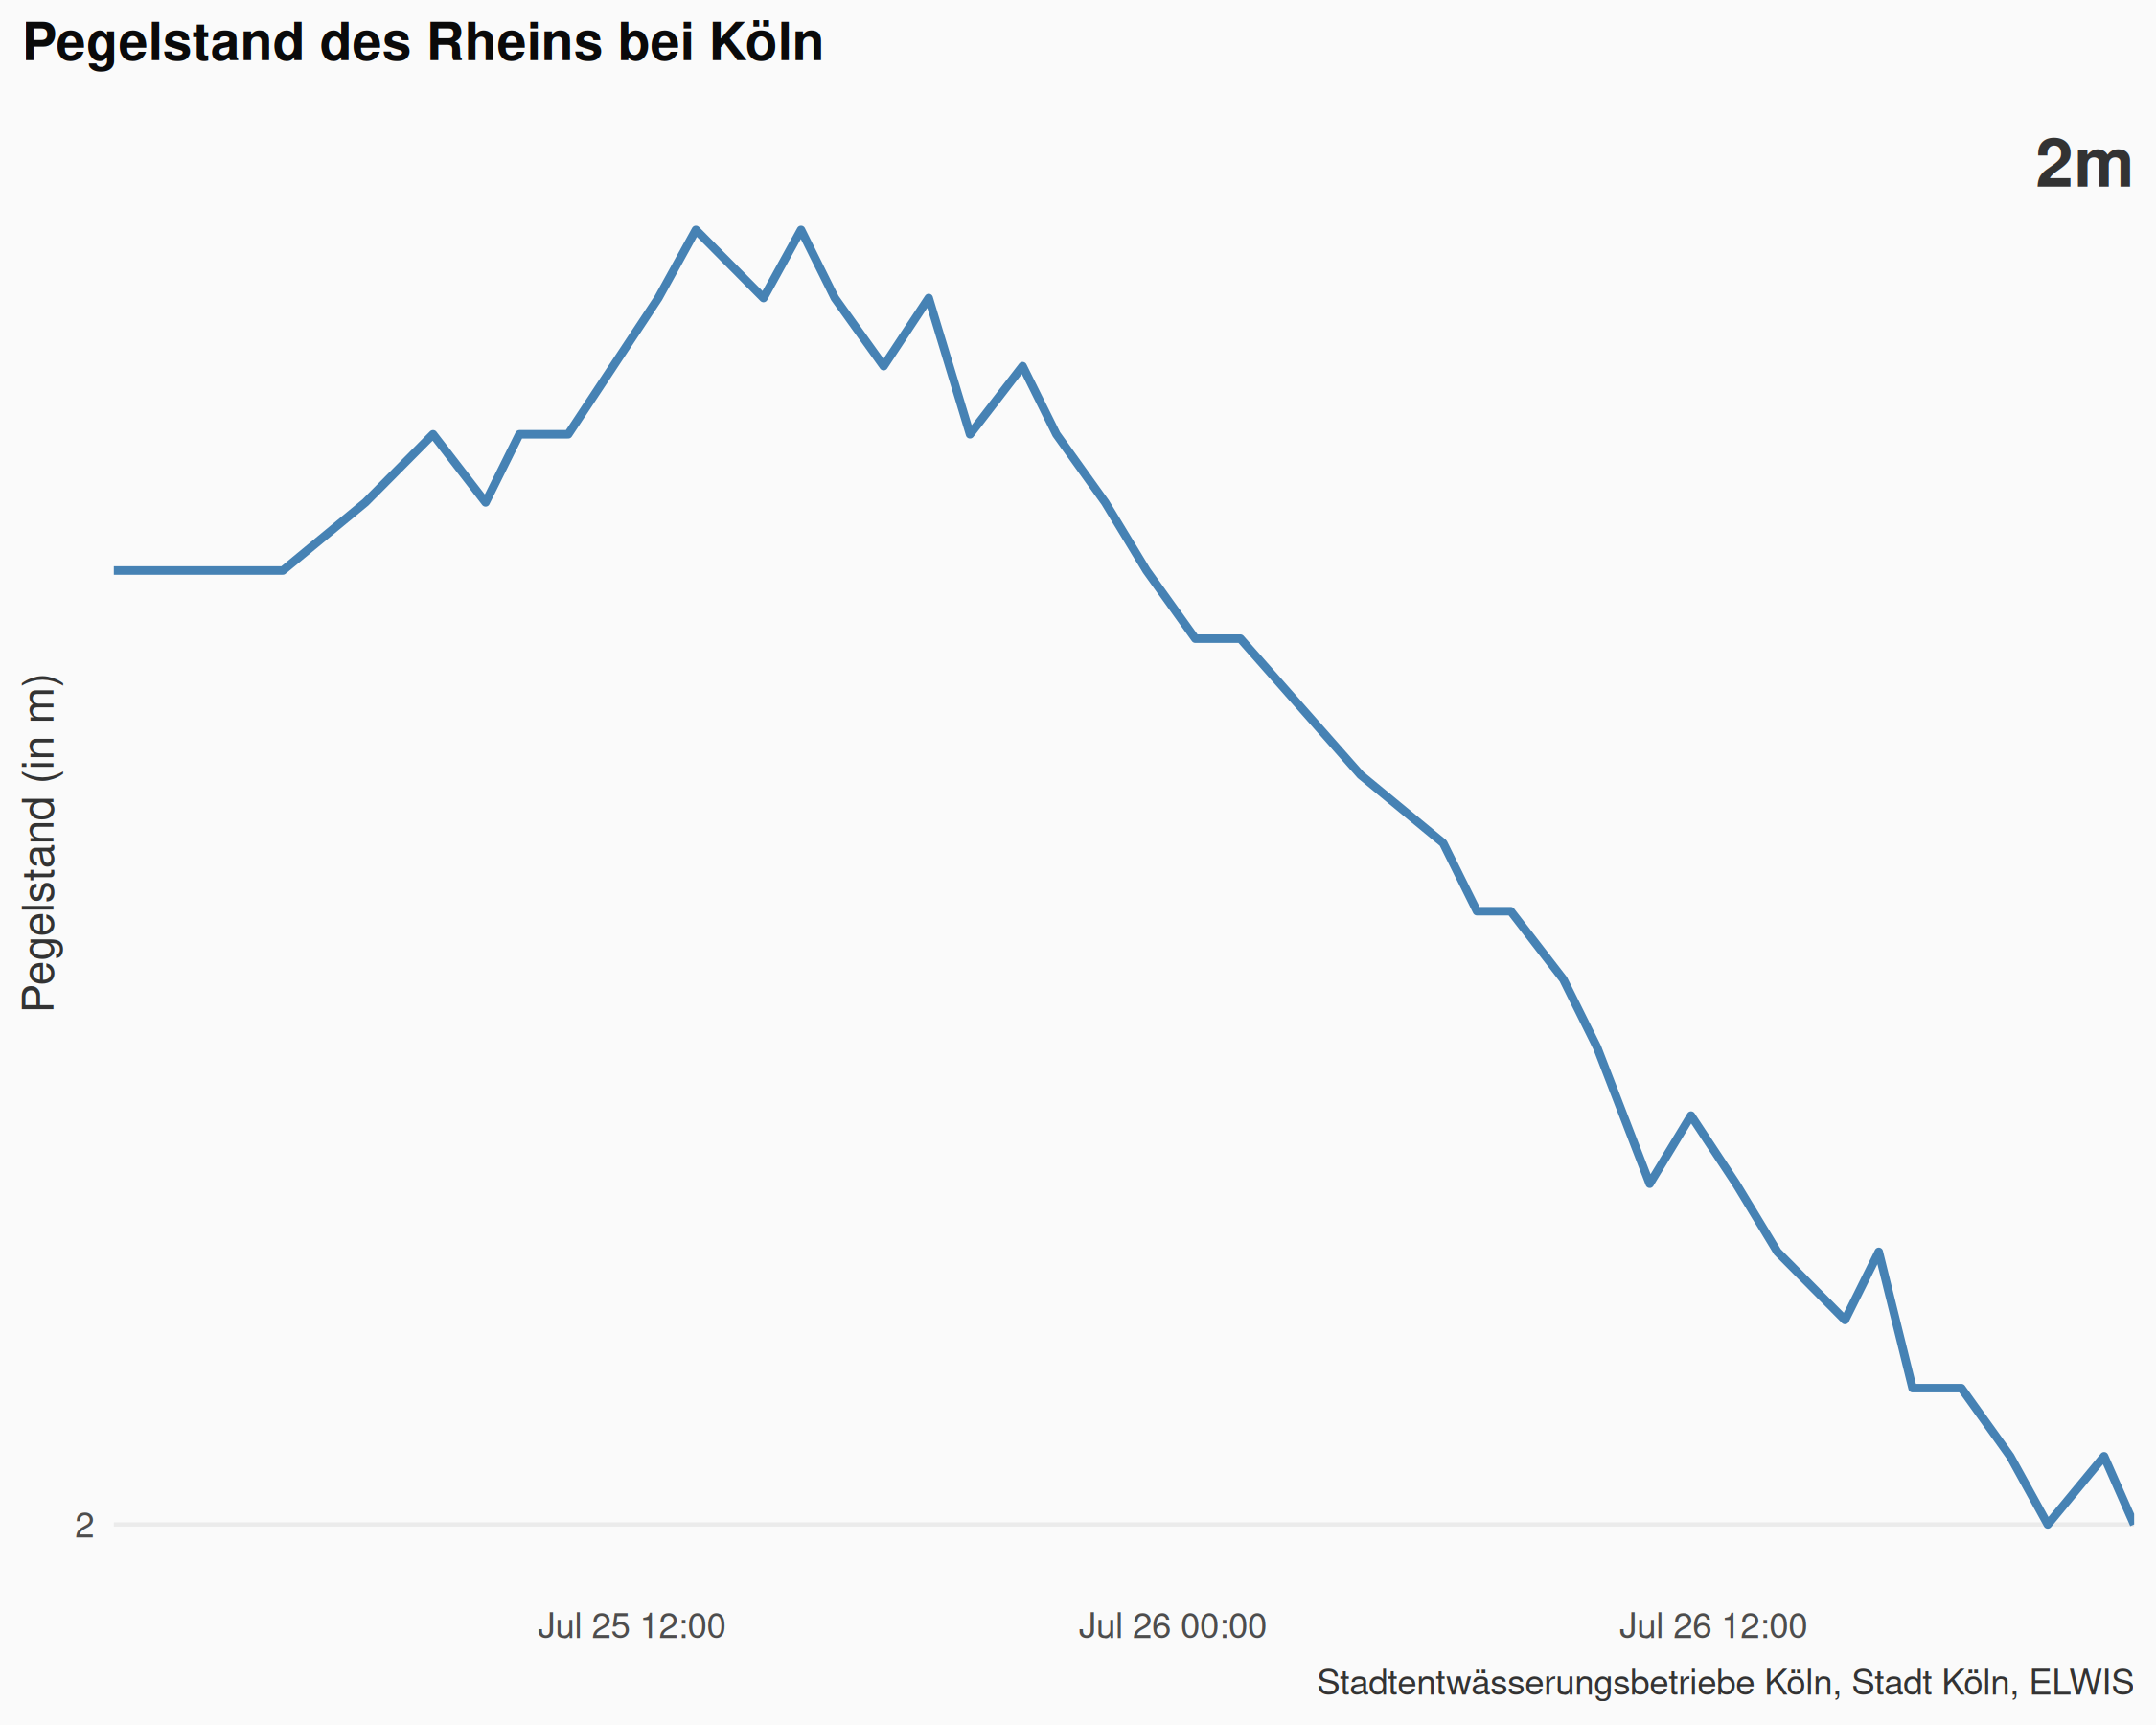 Pegelstand des Rheins bei Köln
2m
Pegelstand (in m)
2
Jul 25 12:00
Jul 26 00:00
Jul 26 12:00
Stadtentwässerungsbetriebe Köln, Stadt Köln, ELWIS